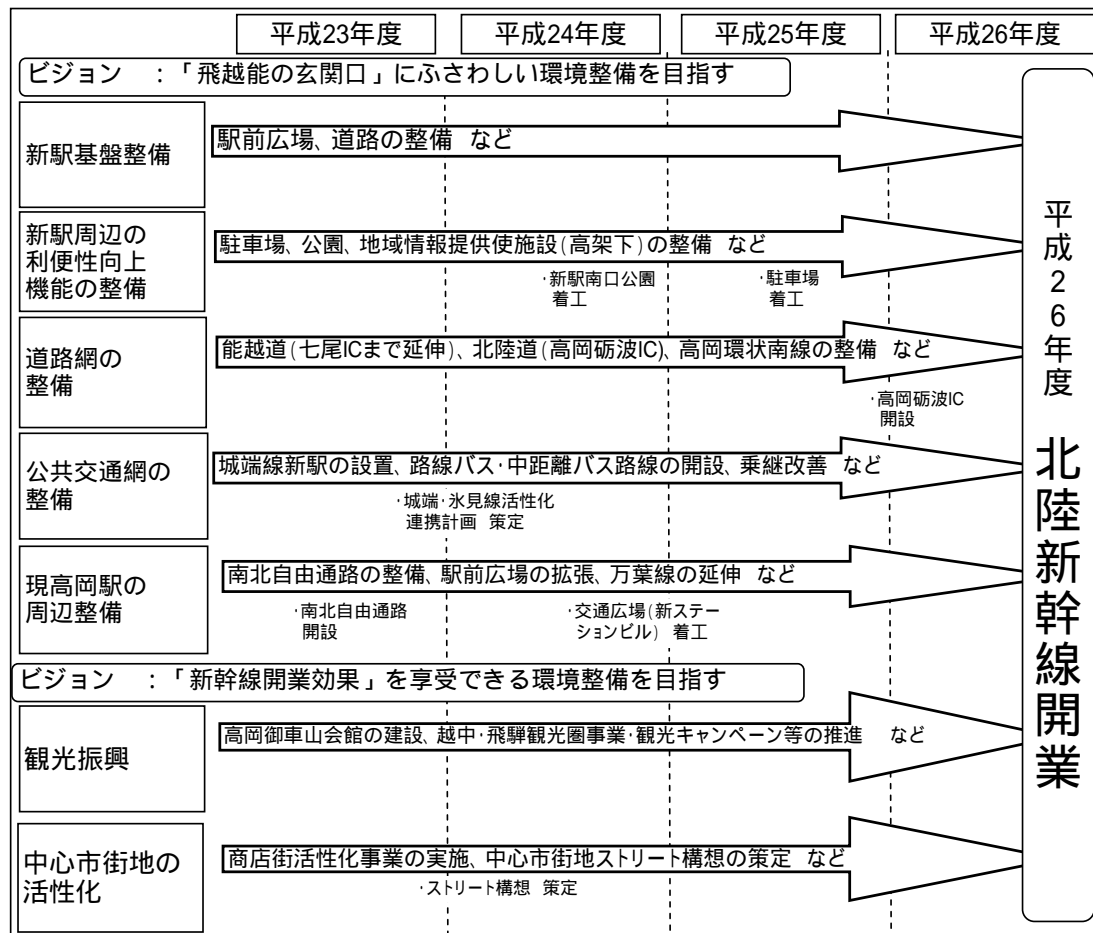 平成23年度
平成24年度
平成25年度
平成26年度
ビジョン ：「飛越能の玄関口」にふさわしい環境整備を目指す
新駅基盤整備
駅前広場、道路の整備 など
新駅周辺の
利便性向上
機能の整備
駐車場、公園、地域情報提供使施設(高架下)の整備 など
・新駅南口公園
着工
・駐車場
着工
道路網の
整備
能越道(七尾ICまで延伸)、北陸道(高岡砺波IC)、高岡環状南線の整備 など
・高岡砺波IC
開設
公共交通網の
整備
城端線新駅の設置、路線バス・中距離バス路線の開設、乗継改善 など
・城端・氷見線活性化
連携計画 策定
現高岡駅の
周辺整備
南北自由通路の整備、駅前広場の拡張、万葉線の延伸 など
・南北自由通路
開設
・交通広場(新ステー
ションビル) 着工
ビジョン ：「新幹線開業効果」を享受できる環境整備を目指す
観光振興
高岡御車山会館の建設、越中・飛騨観光圏事業・観光キャンペーン等の推進 など
中心市街地の
活性化
商店街活性化事業の実施、中心市街地ストリート構想の策定 など
・ストリート構想 策定
平成26年度 北陸新幹線開業